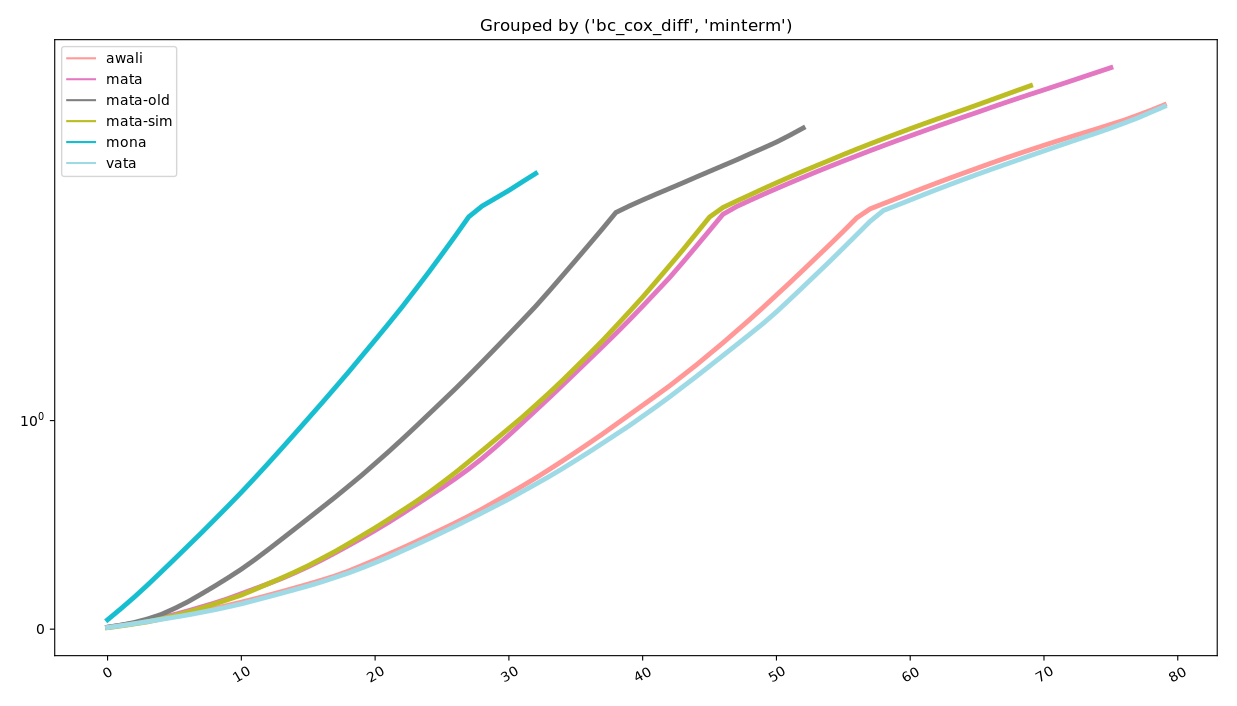 Grouped by ('bc_cox_diff', 'minterm')
awali
mata
mata-old
mata-sim
mona
vata
10⁰
0
0
10
20
30
40
50
60
70
80